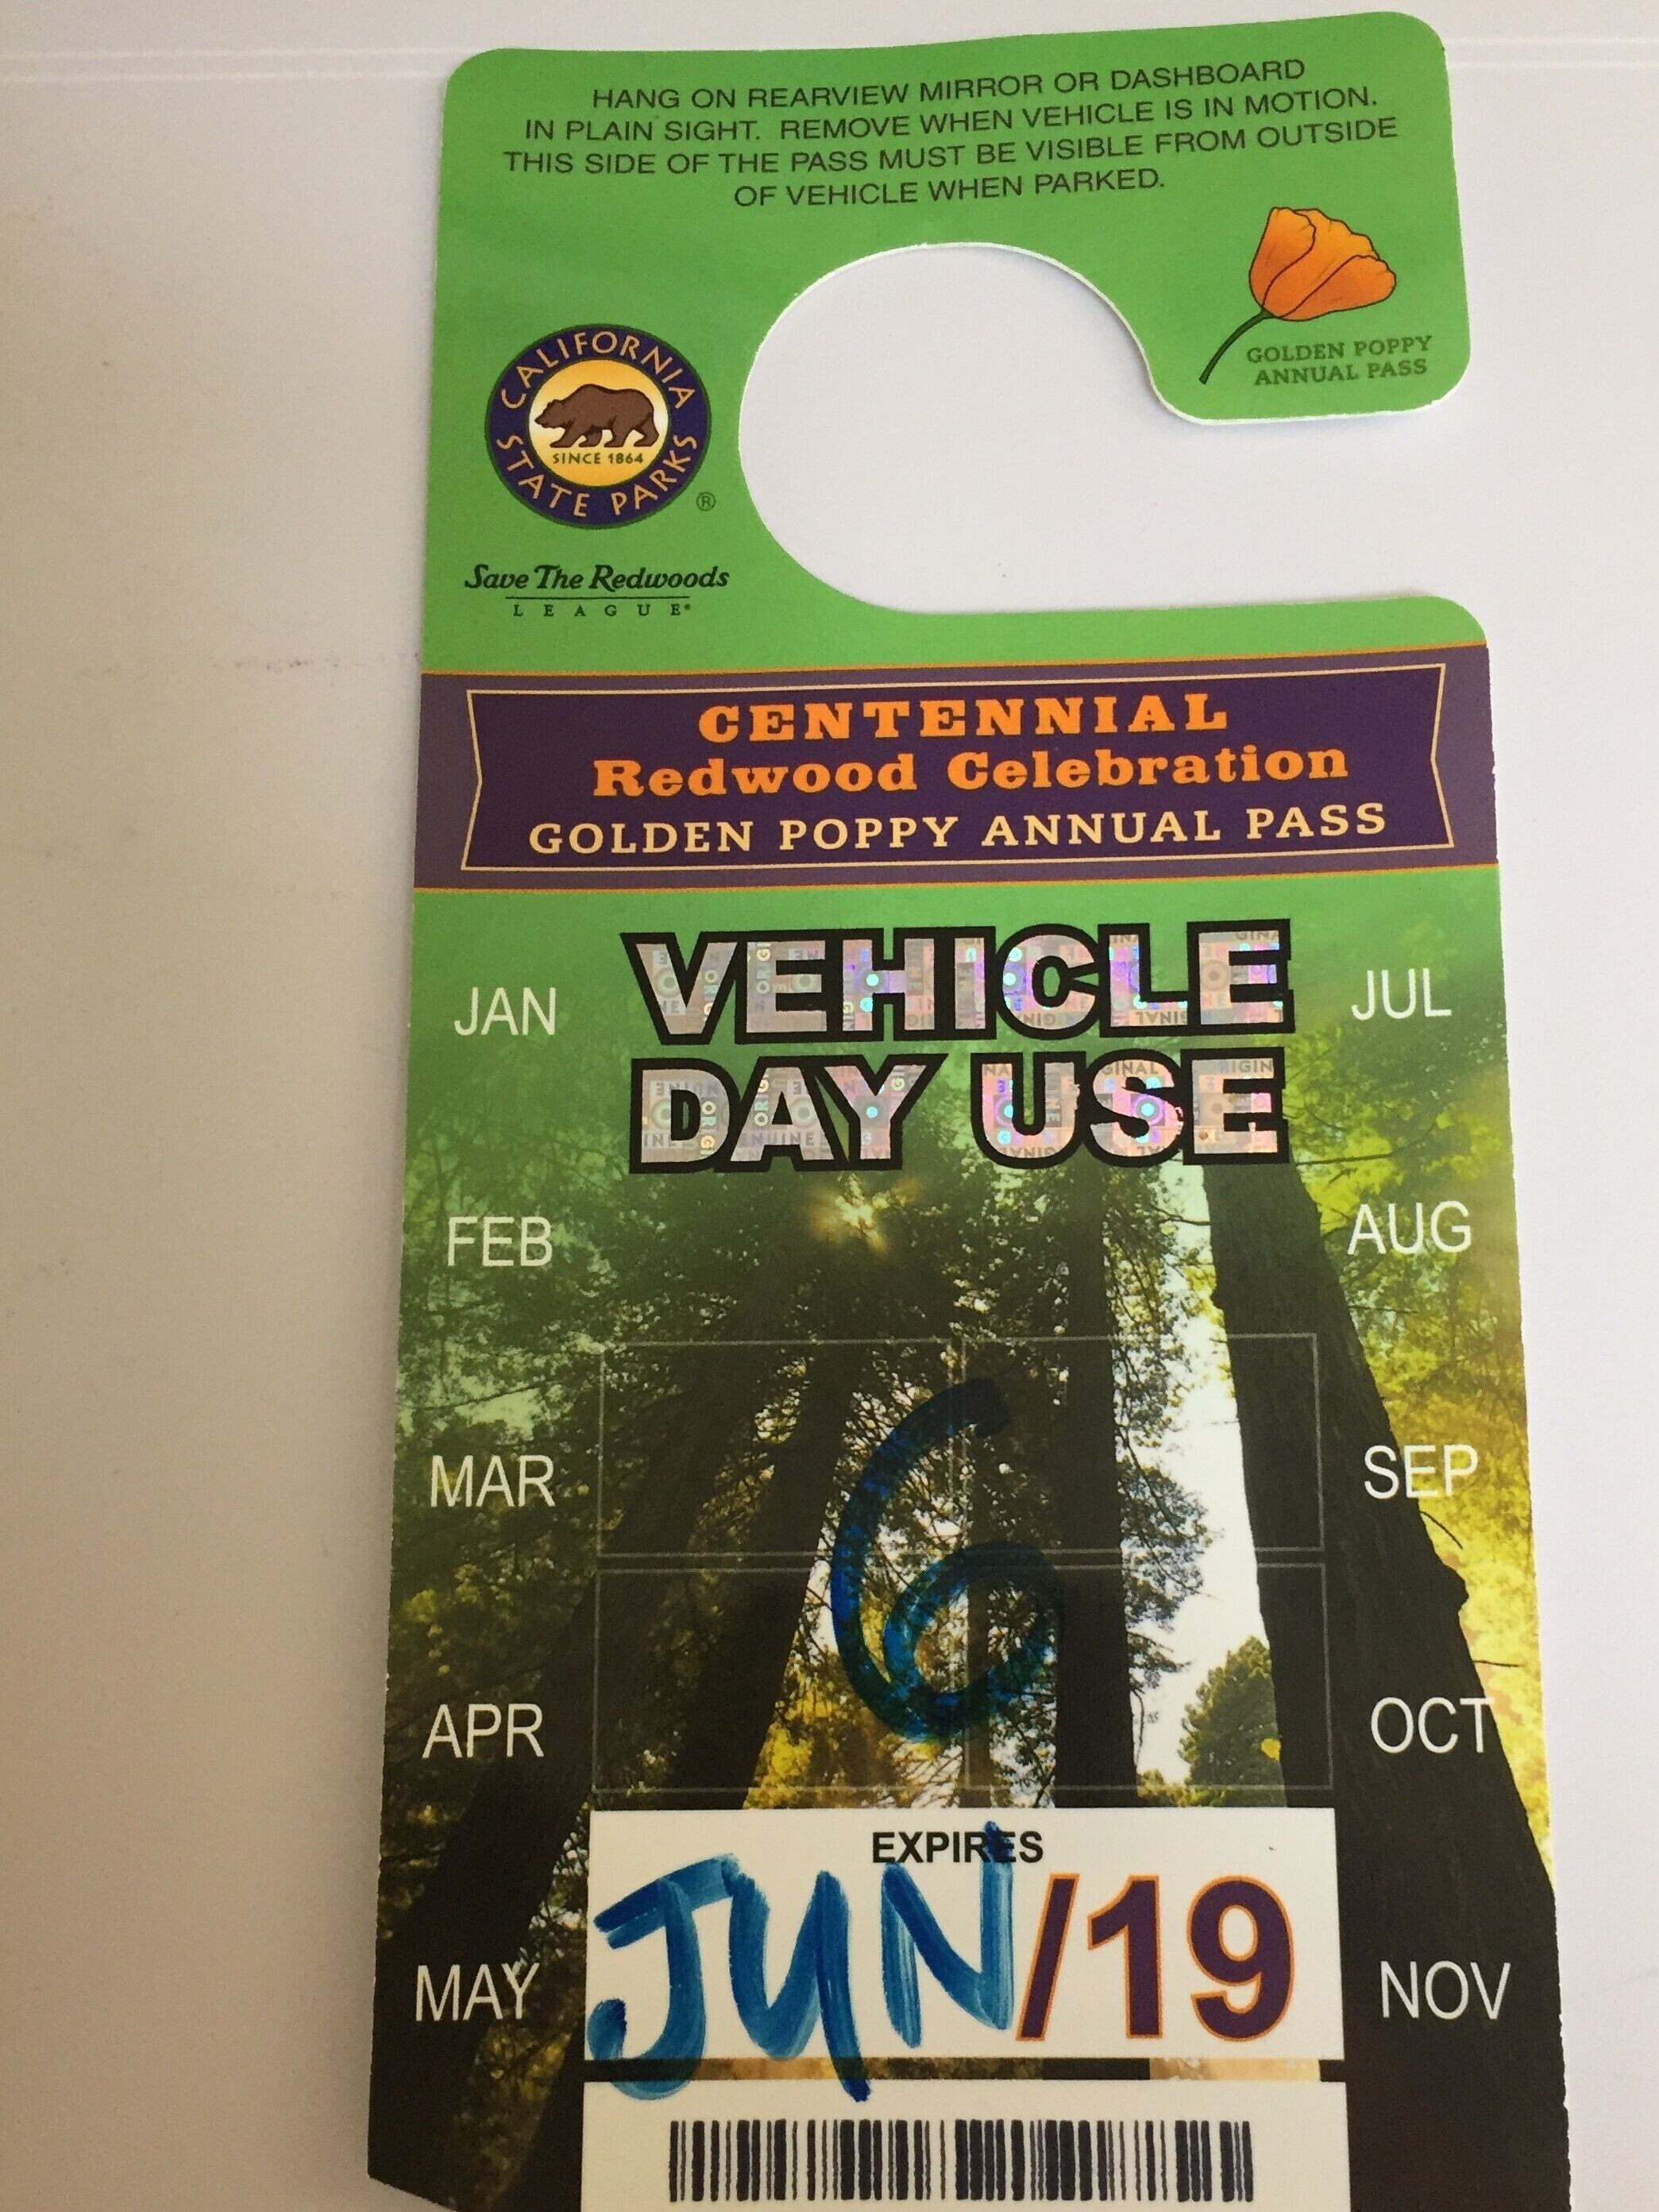 HANG ON REARVIEW MIRROR OR DASHBOARD
IN PLAIN SIGHT. REMOVE WHEN VEHICLE IS IN MOTION.
THIS SIDE OF THE PASS MUST BE VISIBLE FROM OUTSIDE
OF VEHICLE WHEN PARKED.
GOLDEN POPPY
ANNUAL PASS
CALIFORNIA
STATE PARKS
SINCE 1864
®
Save The Redwoods
LEAGUE®
CENTENNIAL
Redwood Celebration
GOLDEN POPPY ANNUAL PASS
VEHICLE
DAY USE
JAN
FEB
MAR
APR
MAY
JUL
AUG
SEP
OCT
NOV
6
EXPIRES
JUN/19